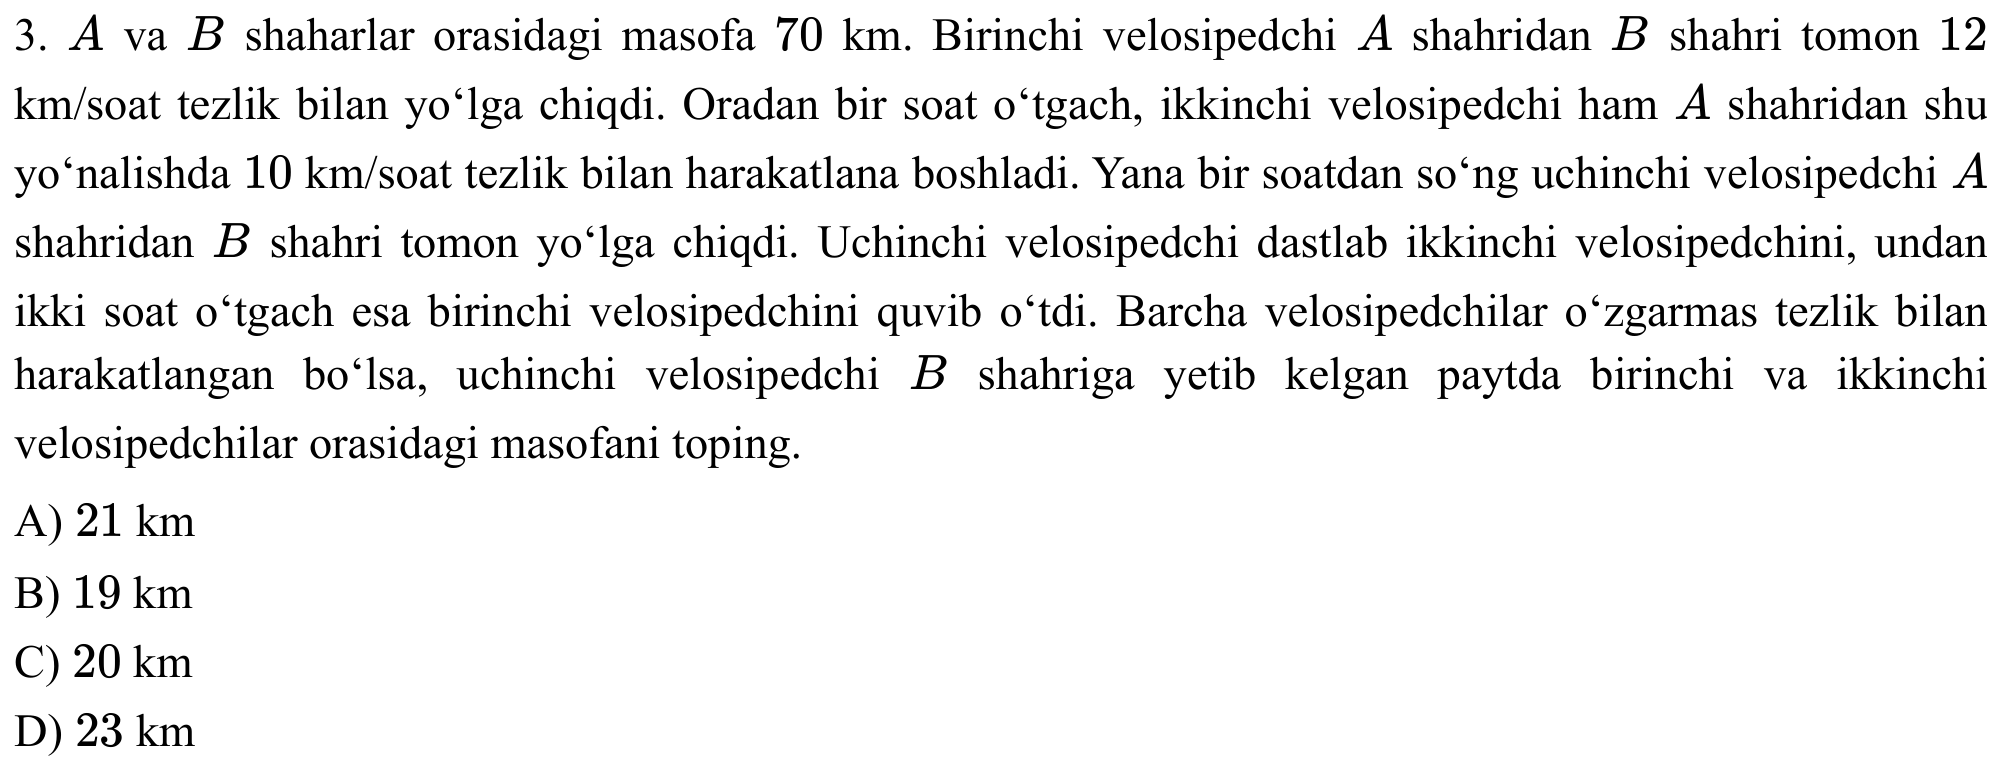 3. A va B shaharlar orasidagi masofa 70 km. Birinchi velosipedchi A shahridan B shahri tomon 12
km/soat tezlik bilan yo‘lga chiqdi. Oradan bir soat o‘tgach, ikkinchi velosipedchi ham A shahridan shu
yo‘nalishda 10 km/soat tezlik bilan harakatlana boshladi. Yana bir soatdan so‘ng uchinchi velosipedchi A
shahridan B shahri tomon yo‘lga chiqdi. Uchinchi velosipedchi dastlab ikkinchi velosipedchini, undan
ikki soat o‘tgach esa birinchi velosipedchini quvib o‘tdi. Barcha velosipedchilar o‘zgarmas tezlik bilan
harakatlangan bo‘lsa, uchinchi velosipedchi B shahriga yetib kelgan paytda birinchi va ikkinchi
velosipedchilar orasidagi masofani toping.
A) 21 km
B) 19 km
C) 20 km
D) 23 km